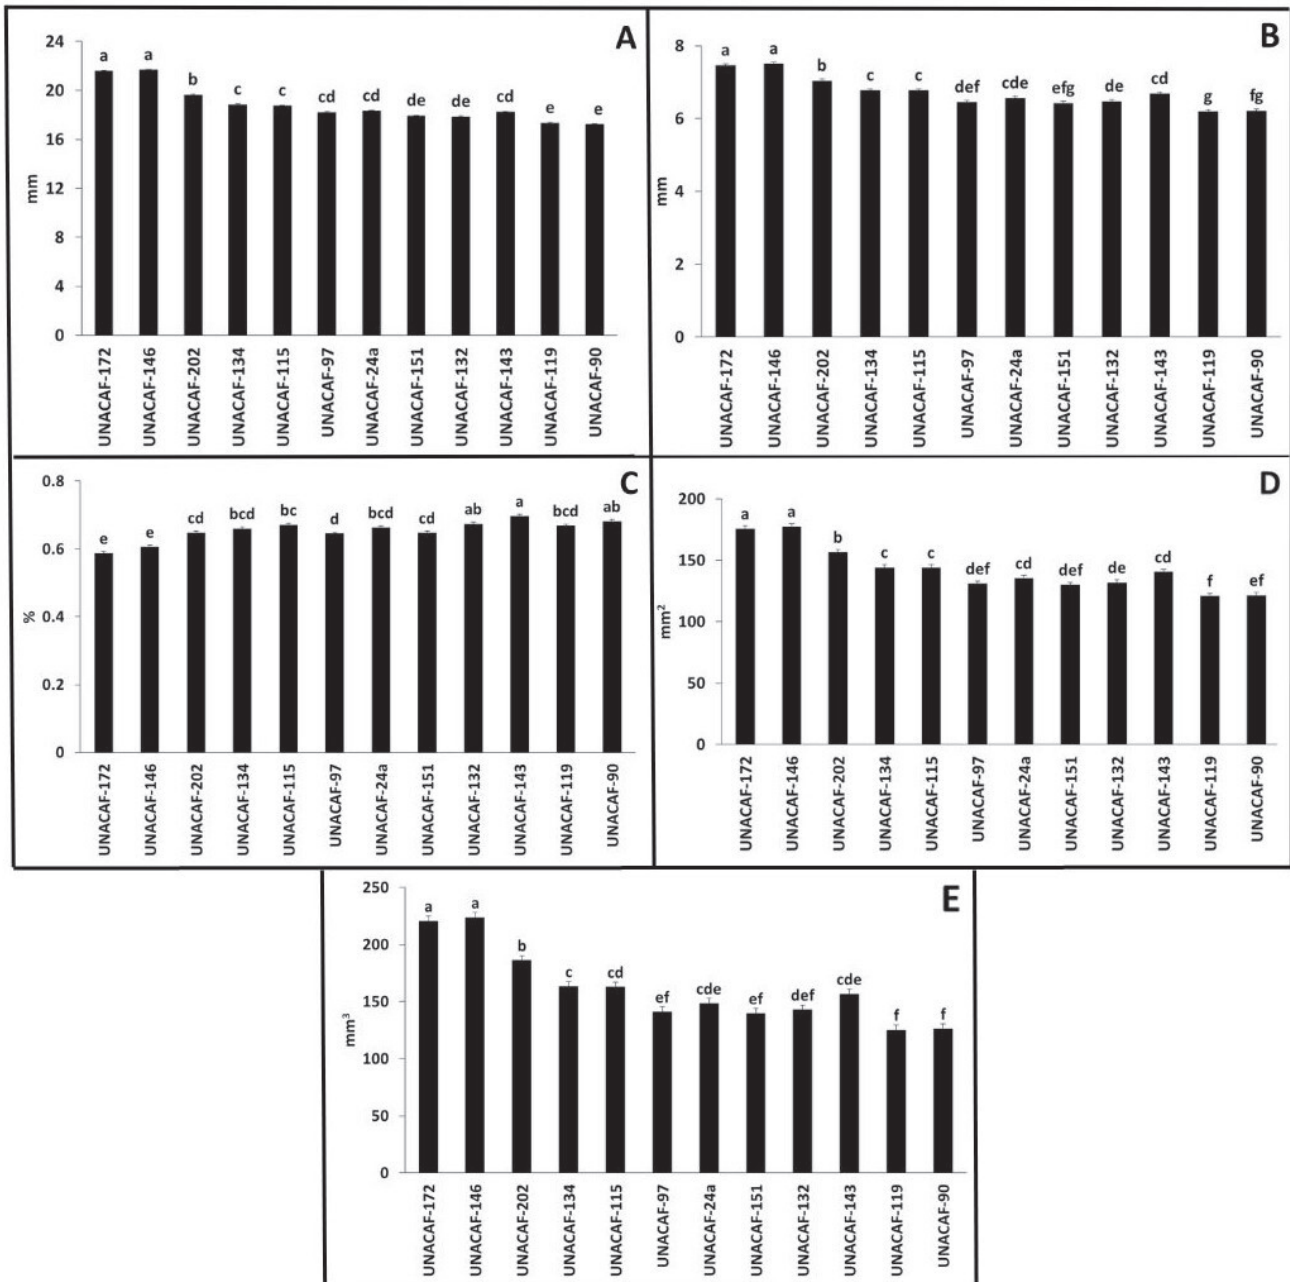 A
24
20
16
12
8
4
0
mm
a a b c c cd cd de de cd e e
UNACAF-172
UNACAF-146
UNACAF-202
UNACAF-134
UNACAF-115
UNACAF-97
UNACAF-24a
UNACAF-151
UNACAF-132
UNACAF-143
UNACAF-119
UNACAF-90
B
8
6
4
2
0
mm
a a b c c def cde efg de cd g fg
UNACAF-172
UNACAF-146
UNACAF-202
UNACAF-134
UNACAF-115
UNACAF-97
UNACAF-24a
UNACAF-151
UNACAF-132
UNACAF-143
UNACAF-119
UNACAF-90
C
0.8
0.6
0.4
0.2
0
%
e e cd bcd bc d bcd cd ab a bcd ab
UNACAF-172
UNACAF-146
UNACAF-202
UNACAF-134
UNACAF-115
UNACAF-97
UNACAF-24a
UNACAF-151
UNACAF-132
UNACAF-143
UNACAF-119
UNACAF-90
D
200
150
100
50
0
mm²
a a b c c def cd def de cd f ef
UNACAF-172
UNACAF-146
UNACAF-202
UNACAF-134
UNACAF-115
UNACAF-97
UNACAF-24a
UNACAF-151
UNACAF-132
UNACAF-143
UNACAF-119
UNACAF-90
E
250
200
150
100
50
0
mm³
a a b c cd ef cde ef def cde f f
UNACAF-172
UNACAF-146
UNACAF-202
UNACAF-134
UNACAF-115
UNACAF-97
UNACAF-24a
UNACAF-151
UNACAF-132
UNACAF-143
UNACAF-119
UNACAF-90